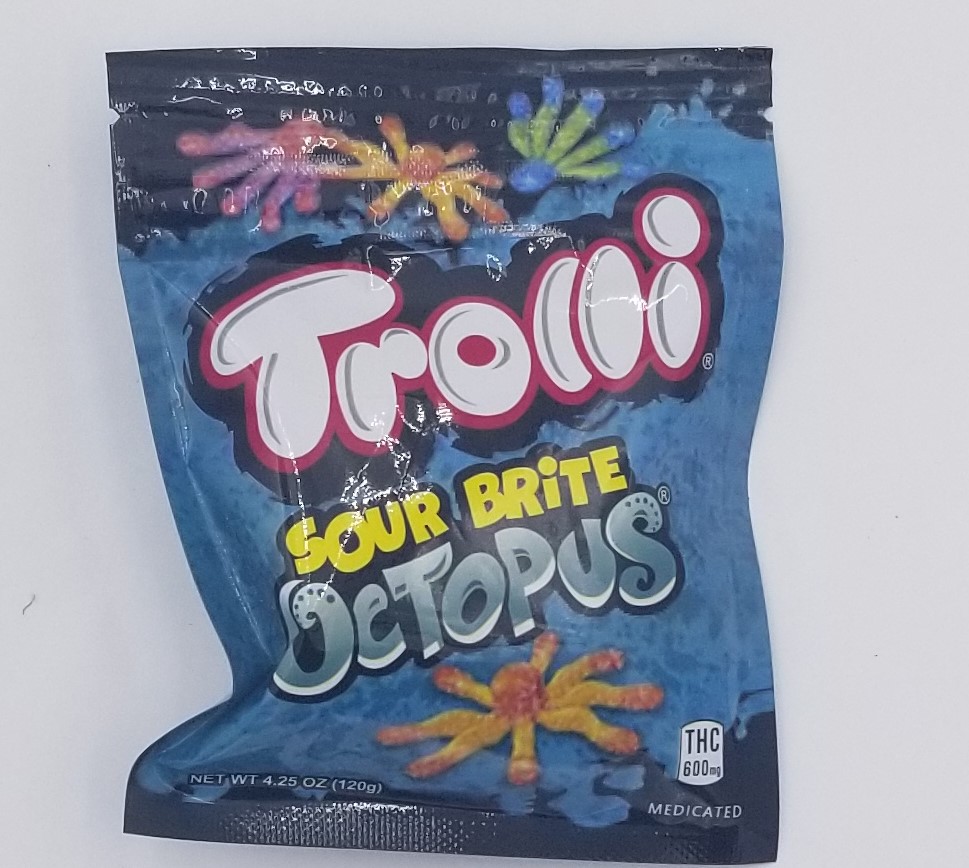 Trolli®
SOUR BRiTE
OCTOPUS®
THC
600mg
NET WT 4.25 OZ (120g)
MEDICATED